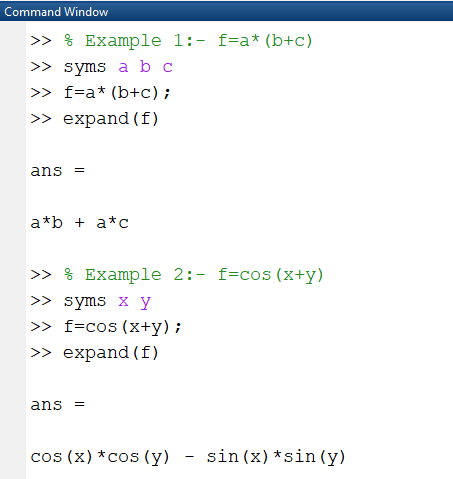 Command Window
>> % Example 1:- f=a*(b+c)
>> syms a b c
>> f=a*(b+c);
>> expand(f)
ans =
a*b + a*c
>> % Example 2:- f=cos(x+y)
>> syms x y
>> f=cos(x+y);
>> expand(f)
ans =
cos(x)*cos(y) - sin(x)*sin(y)